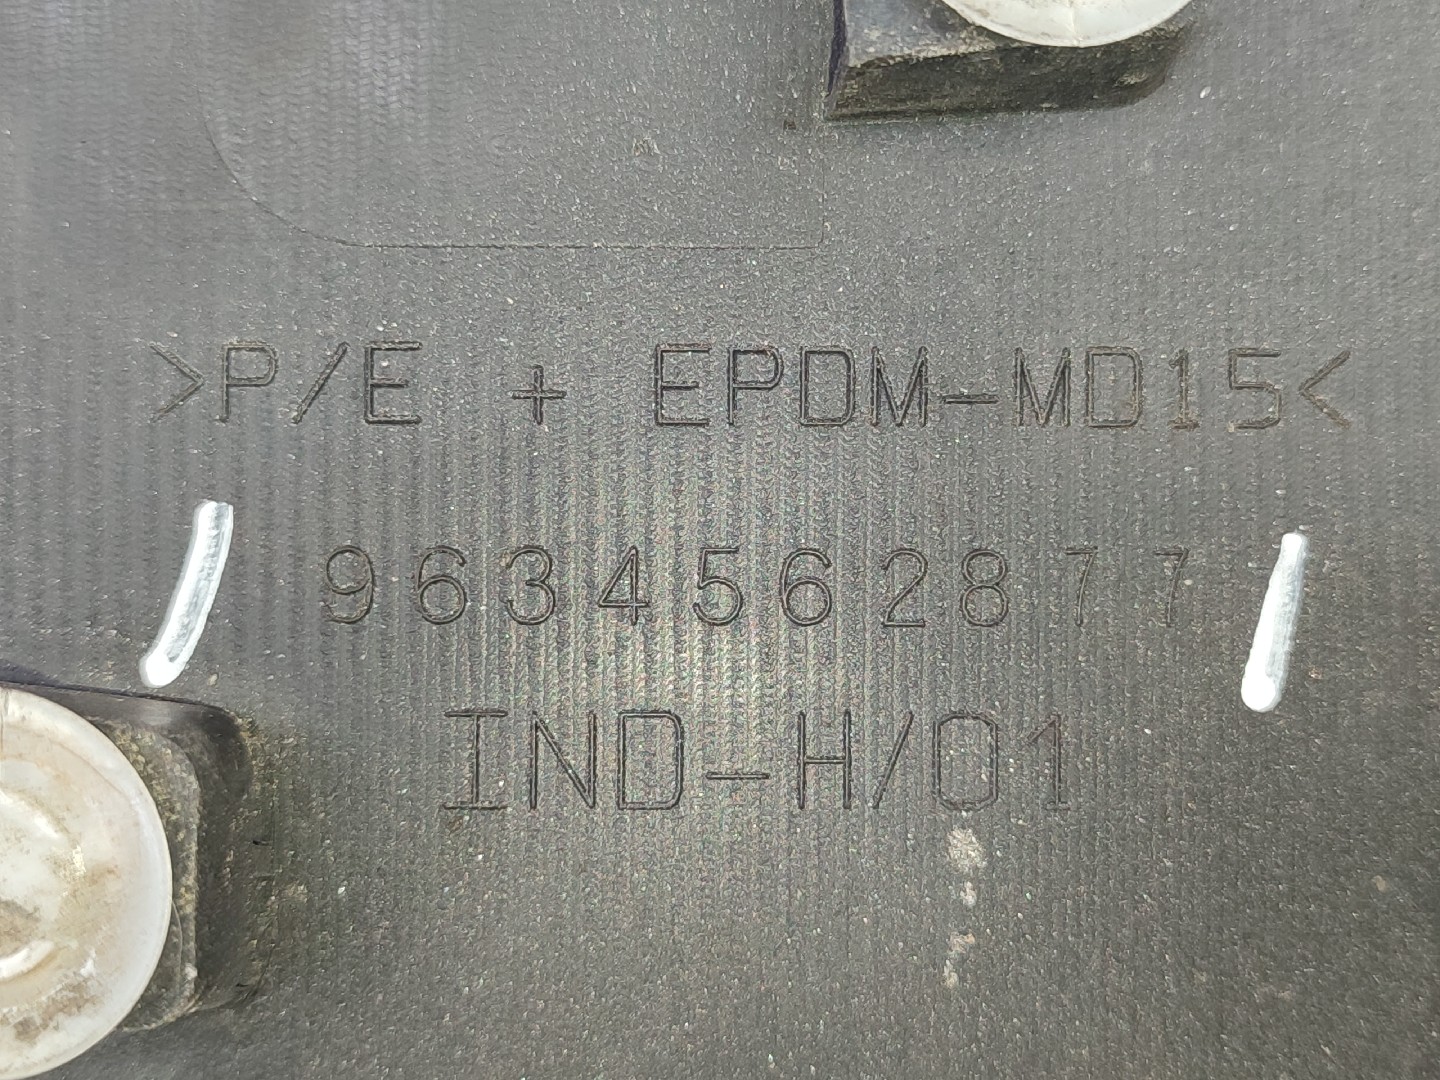 >P/E + EPDM-MD15<
9634562877
IND-H/01